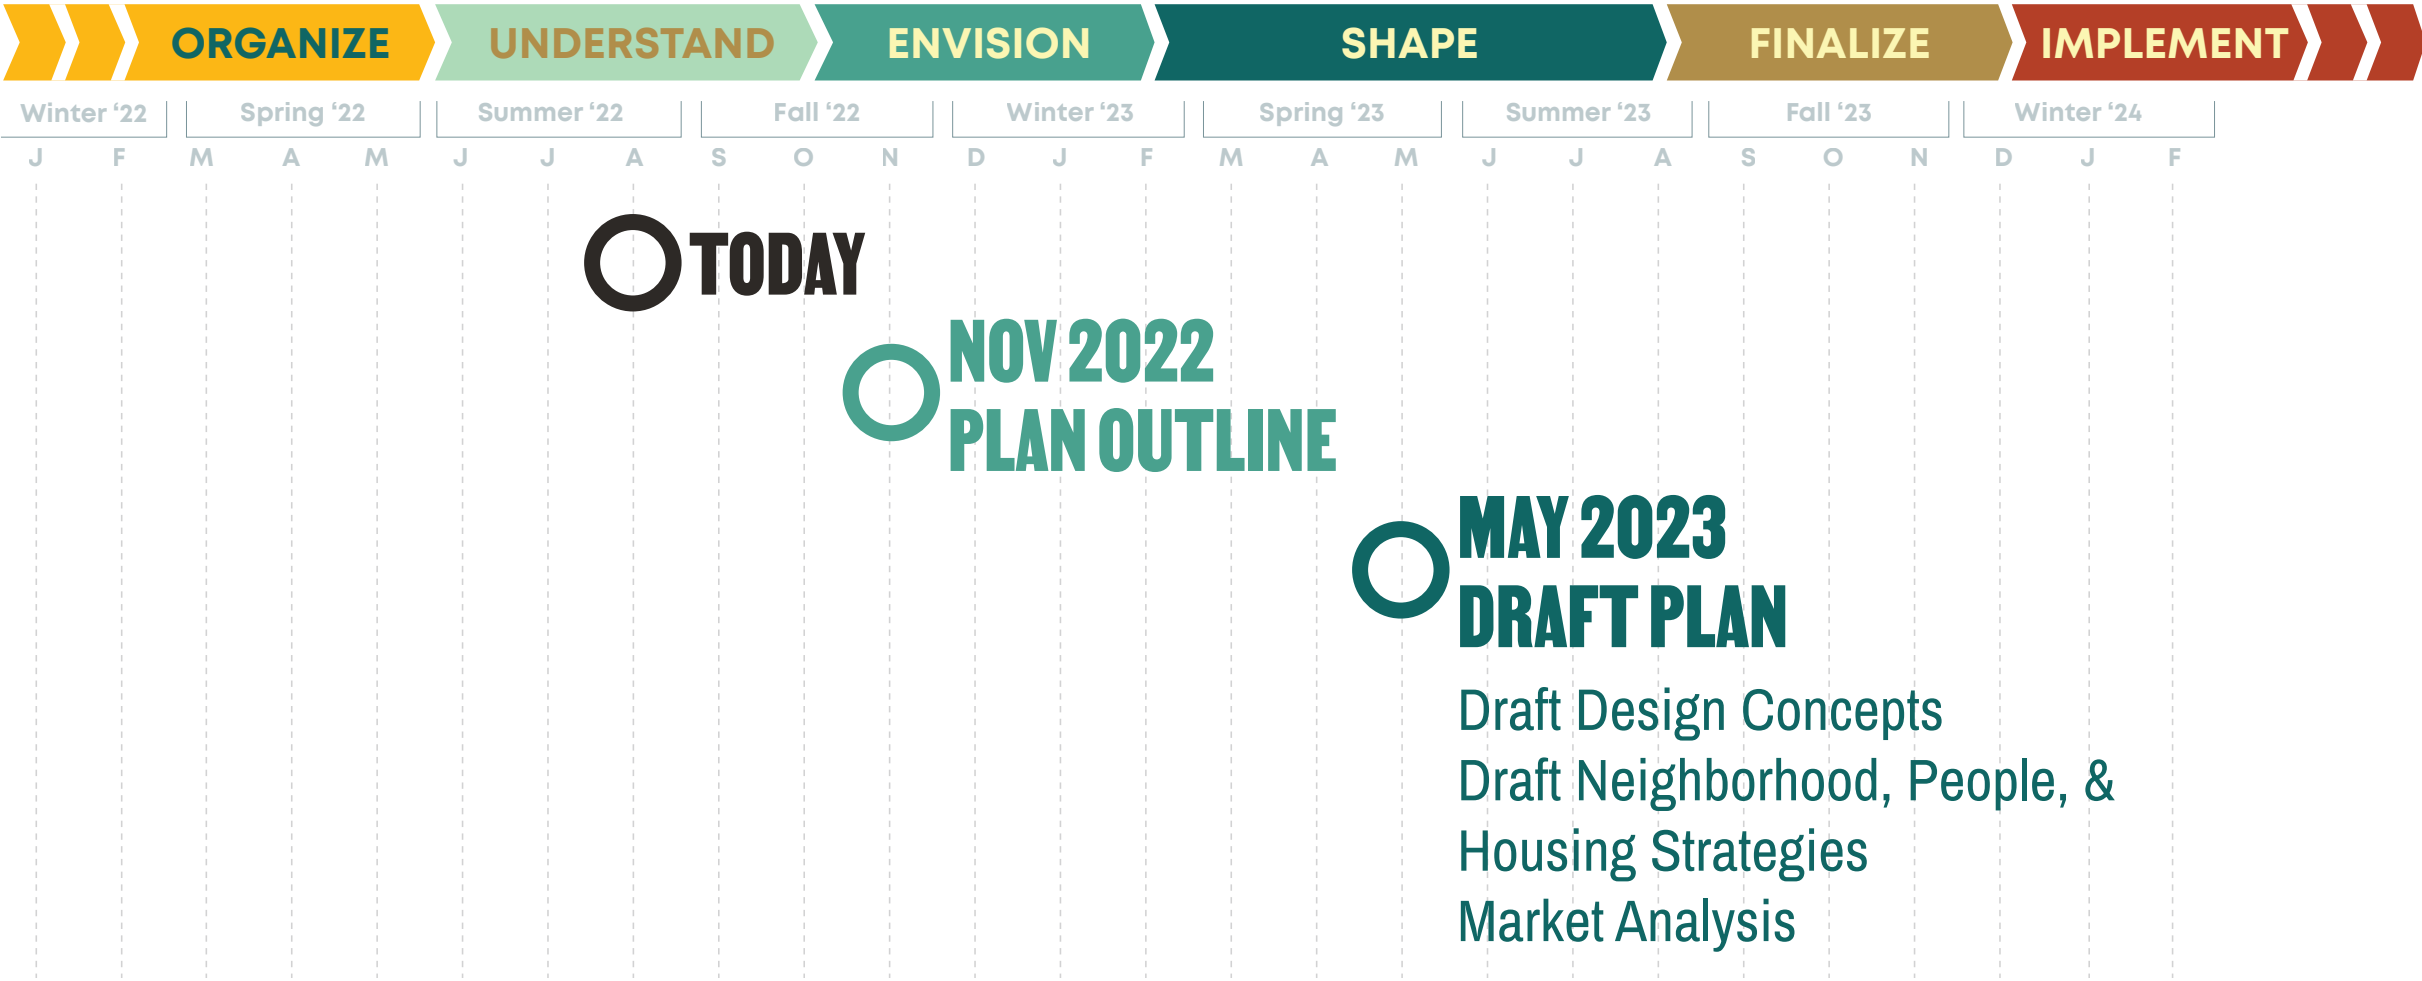 ORGANIZE UNDERSTAND ENVISION SHAPE FINALIZE IMPLEMENT
Winter ‘22 Spring ‘22 Summer ‘22 Fall ‘22 Winter ‘23 Spring ‘23 Summer ‘23 Fall ‘23 Winter ‘24
J F M A M J J A S O N D J F M A M J J A S O N D J F
TODAY
NOV 2022
PLAN OUTLINE
MAY 2023
DRAFT PLAN
Draft Design Concepts
Draft Neighborhood, People, &
Housing Strategies
Market Analysis